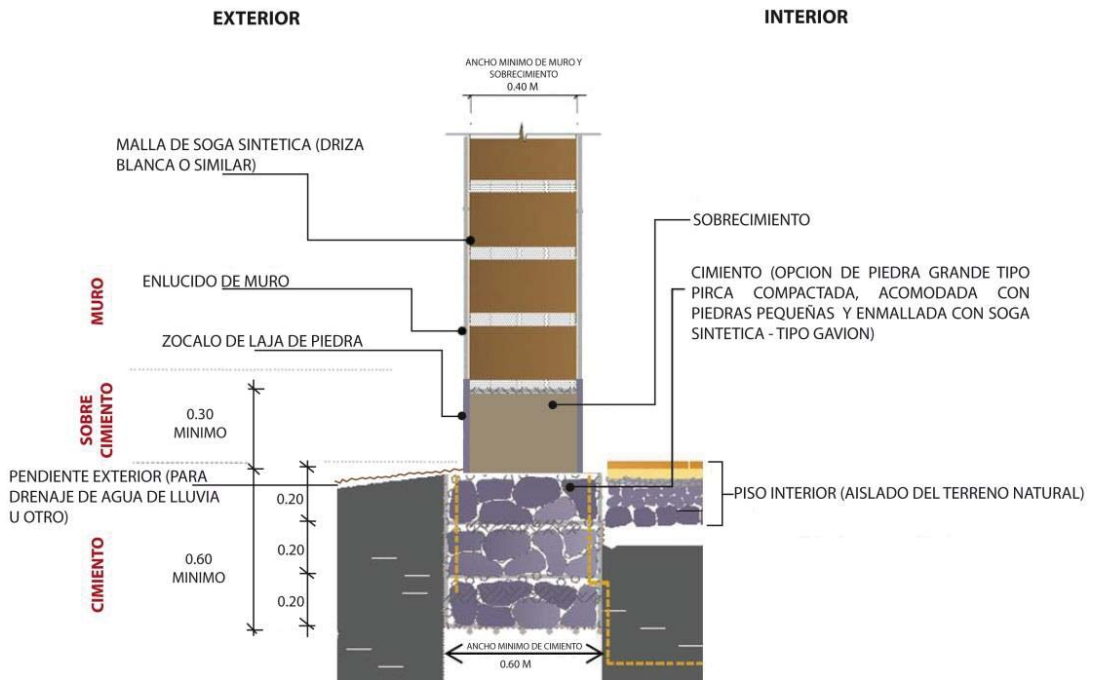 EXTERIOR
INTERIOR
ANCHO MINIMO DE MURO Y
SOBRECIMIENTO
0.40 M
MALLA DE SOGA SINTETICA (DRIZA
BLANCA O SIMILAR)
SOBRECIMIENTO
CIMIENTO (OPCION DE PIEDRA GRANDE TIPO
PIRCA COMPACTADA, ACOMODADA CON
PIEDRAS PEQUEÑAS Y ENMALLADA CON SOGA
SINTETICA - TIPO GAVION)
MURO
ENLUCIDO DE MURO
ZOCALO DE LAJA DE PIEDRA
SOBRE
CIMIENTO
0.30
MINIMO
PENDIENTE EXTERIOR (PARA
DRENAJE DE AGUA DE LLUVIA
U OTRO)
0.20
PISO INTERIOR (AISLADO DEL TERRENO NATURAL)
CIMIENTO
0.60
MINIMO
0.20
0.20
ANCHO MINIMO DE CIMIENTO
0.60 M